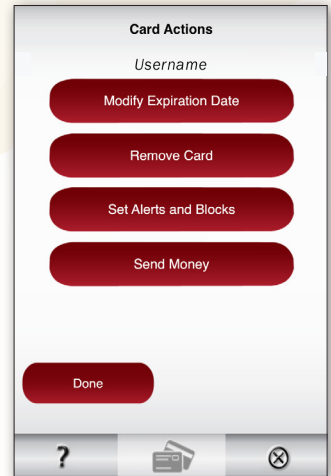 Card Actions
Username
Modify Expiration Date
Remove Card
Set Alerts and Blocks
Send Money
Done
?